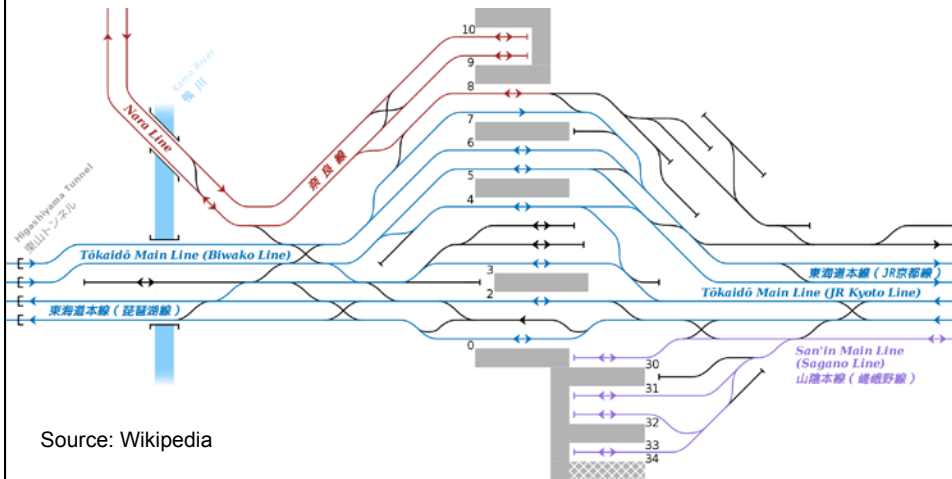 10
9
8
7
6
5
4
3
2
0
30
31
32
33
34
Kamo River
鴨川
Nara Line
奈良線
Higashiyama Tunnel
東山トンネル
Tōkaidō Main Line (Biwako Line)
東海道本線（琵琶湖線）
東海道本線（JR京都線）
Tōkaidō Main Line (JR Kyoto Line)
San'in Main Line
(Sagano Line)
山陰本線（嵯峨野線）
Source: Wikipedia